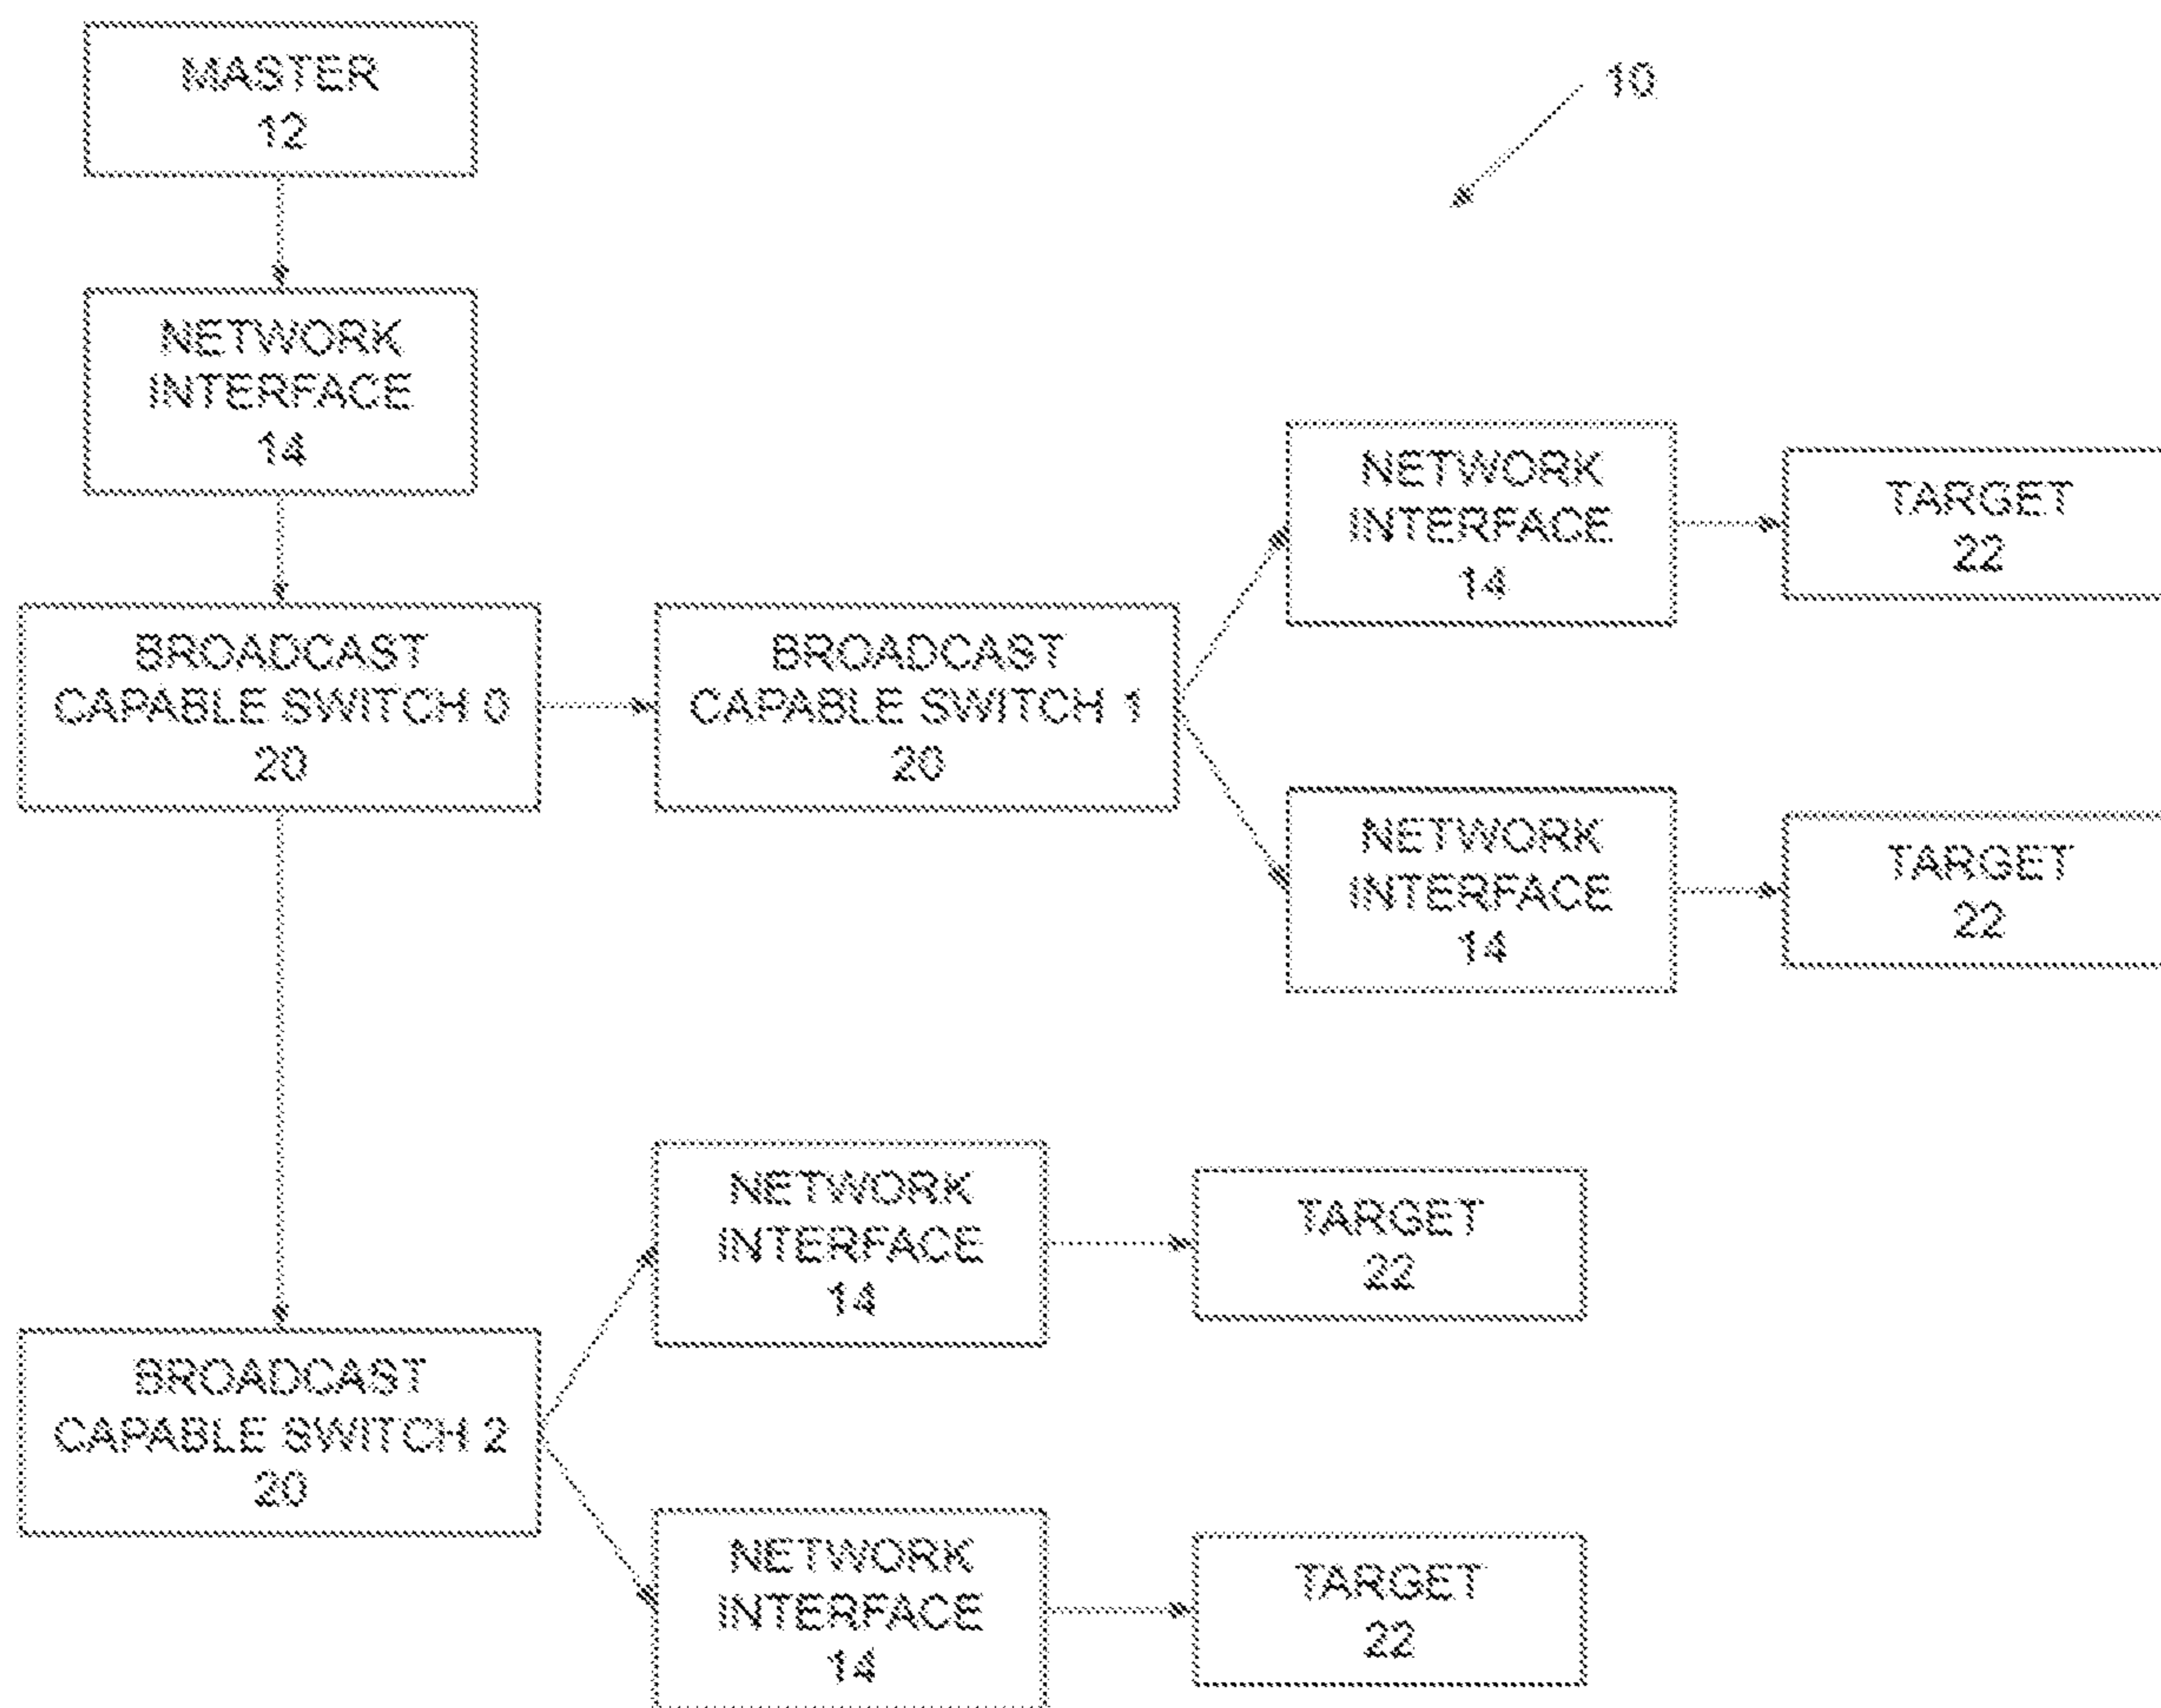 MASTER
12
10
NETWORK
INTERFACE
14
NETWORK
INTERFACE
14
TARGET
22
BROADCAST
CAPABLE SWITCH 0
20
BROADCAST
CAPABLE SWITCH 1
20
NETWORK
INTERFACE
14
TARGET
22
NETWORK
INTERFACE
14
TARGET
22
BROADCAST
CAPABLE SWITCH 2
20
NETWORK
INTERFACE
14
TARGET
22